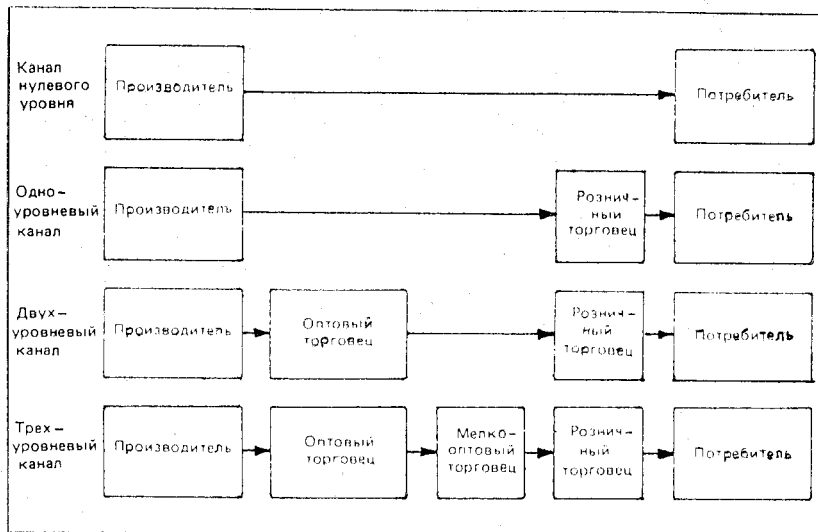 Канал
нулевого
уровня
Производитель
Потребитель
Одно-
уровневый
канал
Производитель
Рознич-
ный
торговец
Потребитель
Двух-
уровневый
канал
Производитель
Оптовый
торговец
Рознич-
ный
торговец
Потребитель
Трех-
уровневый
канал
Производитель
Оптовый
торговец
Мелко-
оптовый
торговец
Рознич-
ный
торговец
Потребитель